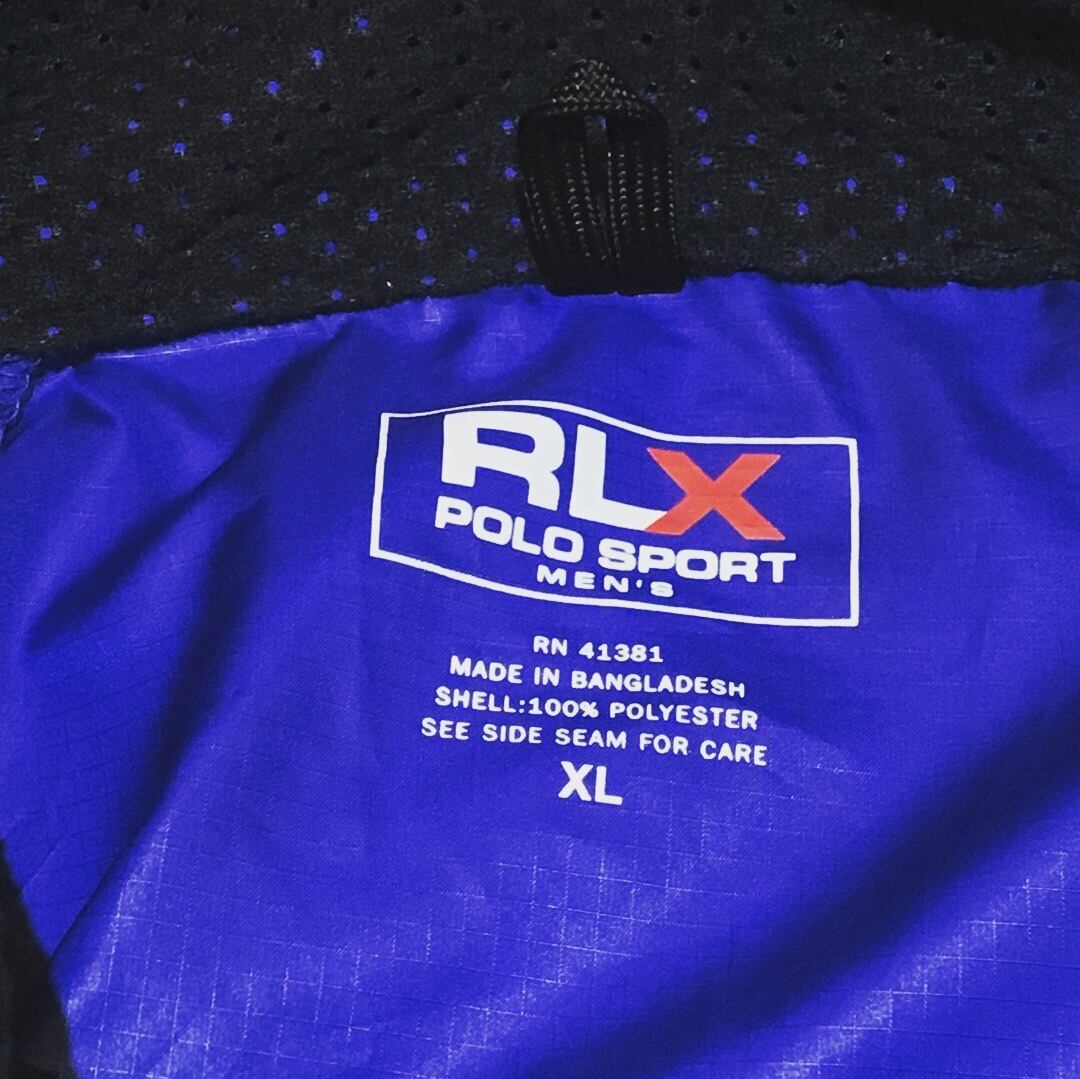 RLX
POLO SPORT
MEN'S
RN 41381
MADE IN BANGLADESH
SHELL:100% POLYESTER
SEE SIDE SEAM FOR CARE
XL